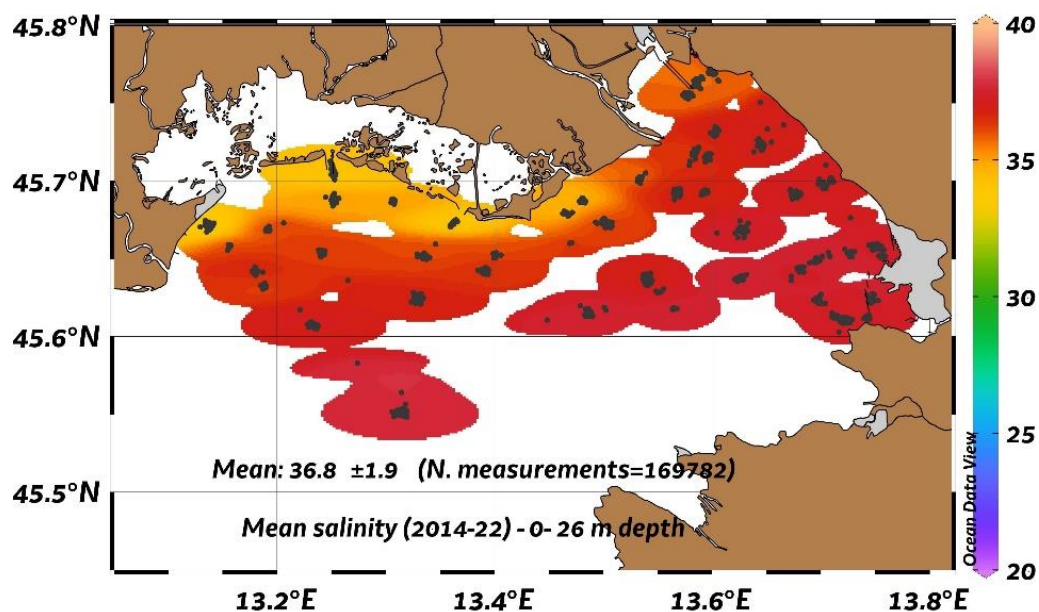 45.8°N
45.7°N
45.6°N
45.5°N
40
35
30
25
20
Ocean Data View
Mean: 36.8 ±1.9 (N. measurements=169782)
Mean salinity (2014-22) - 0- 26 m depth
13.2°E 13.4°E 13.6°E 13.8°E